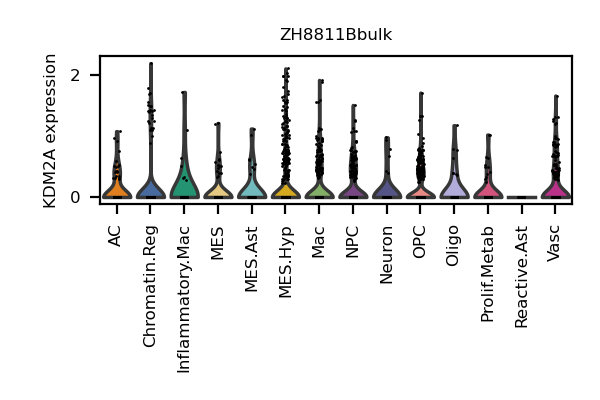 ZH8811Bbulk
KDM2A expression
2
0
AC
Chromatin.Reg
Inflammatory.Mac
MES
MES.Ast
MES.Hyp
Mac
NPC
Neuron
OPC
Oligo
Prolif.Metab
Reactive.Ast
Vasc